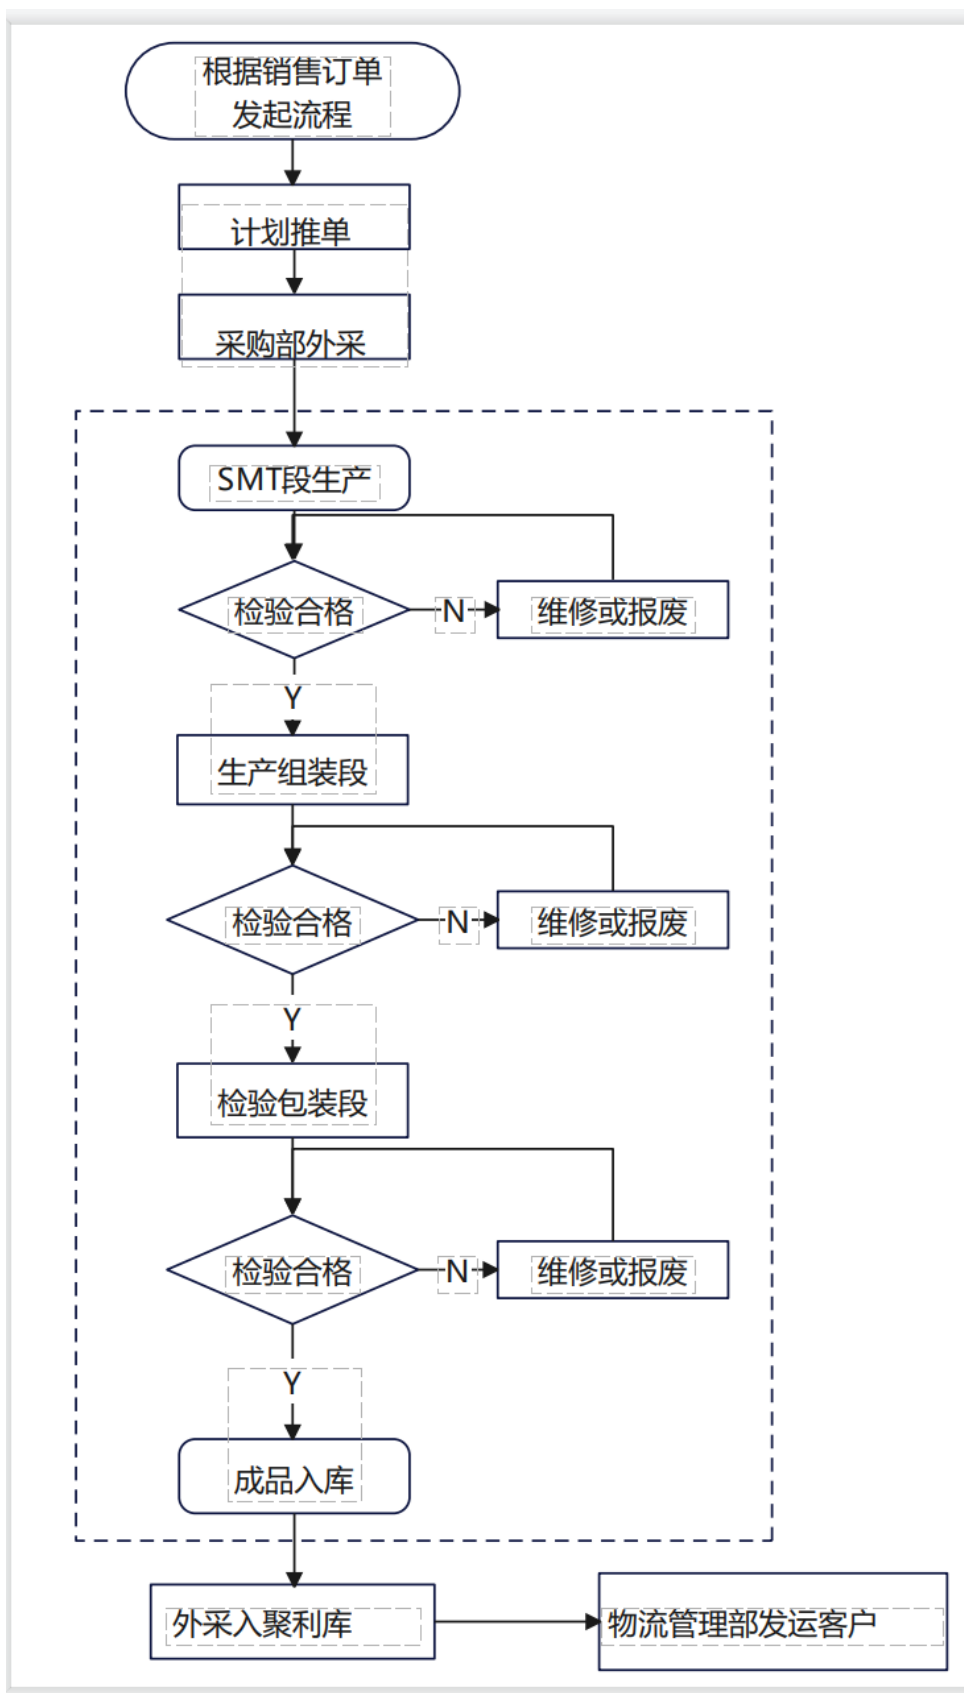 根据销售订单
发起流程
计划推单
采购部外采
SMT段生产
检验合格
N
维修或报废
Y
生产组装段
检验合格
N
维修或报废
Y
检验包装段
检验合格
N
维修或报废
Y
成品入库
外采入聚利库
物流管理部发运客户